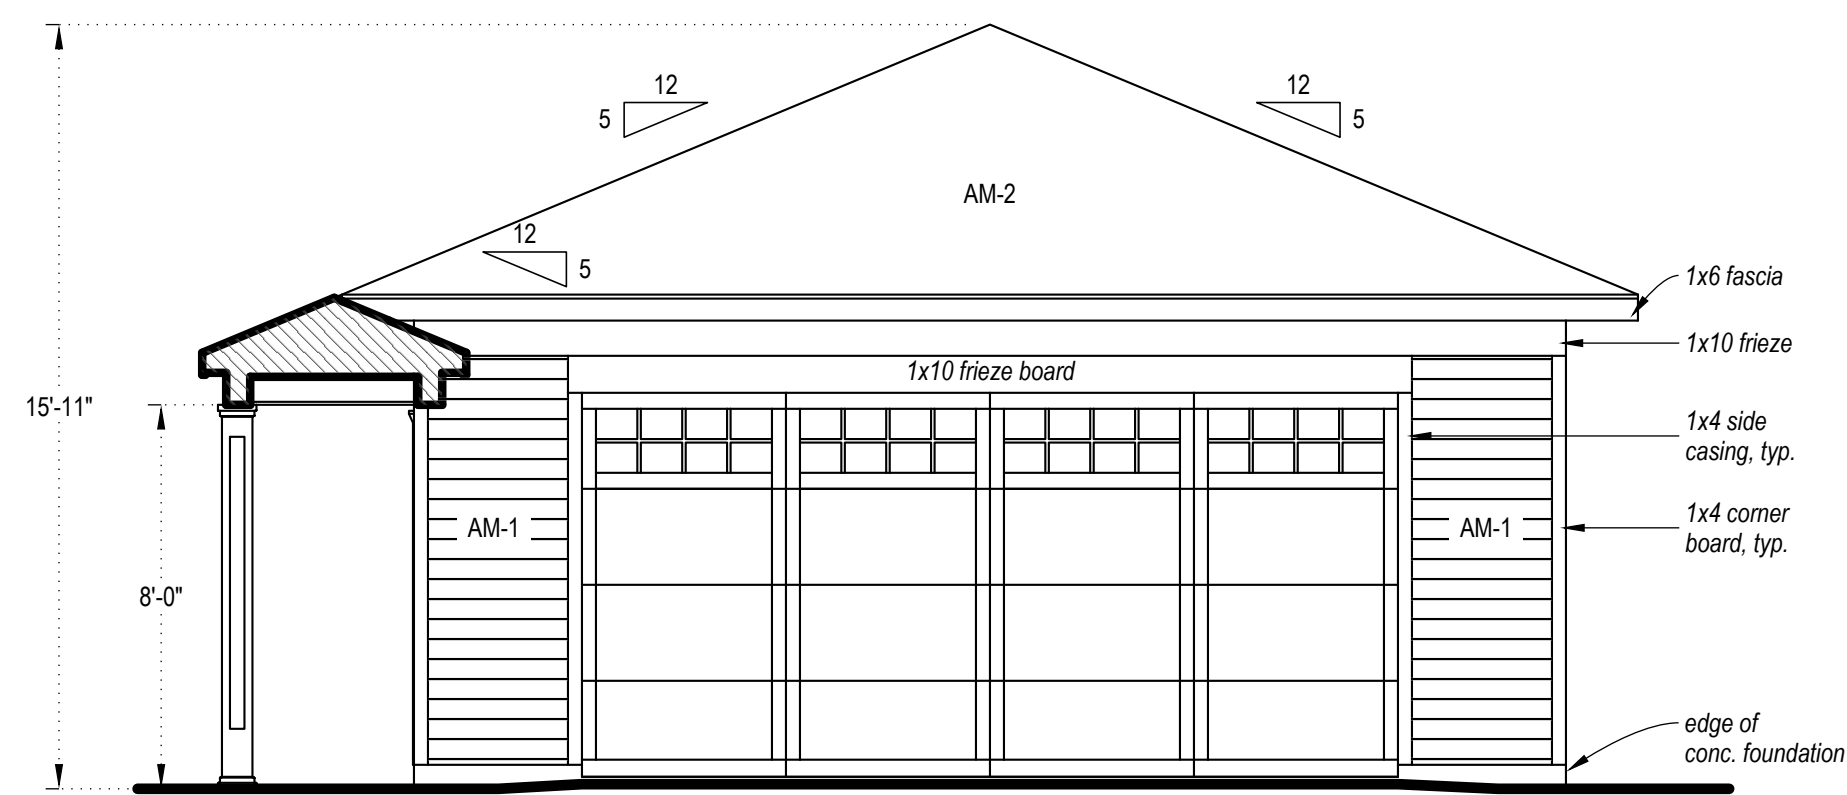 12
5
12
5
AM-2
12
5
1x6 fascia
1x10 frieze
1x10 frieze board
15'-11"
1x4 side
casing, typ.
1x4 corner
board, typ.
AM-1
AM-1
8'-0"
edge of
conc. foundation